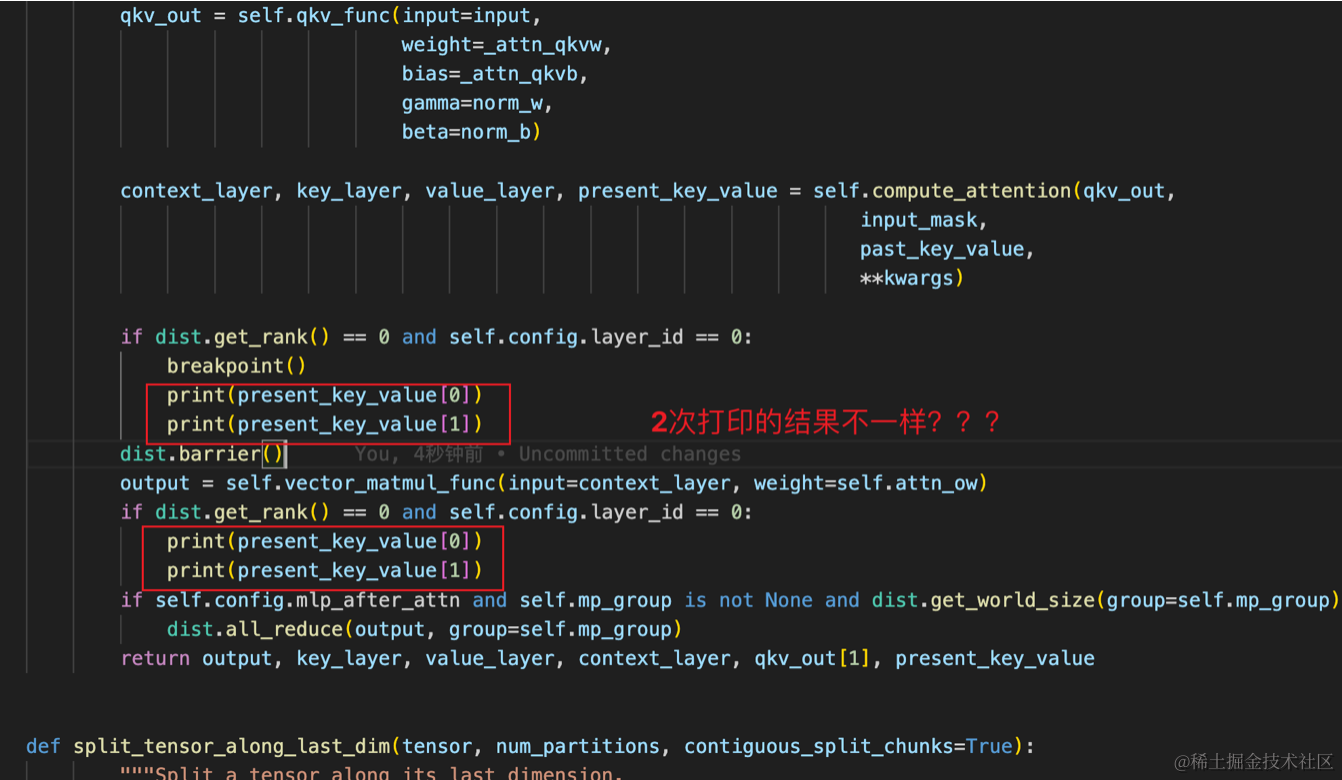 qkv_out = self.qkv_func(input=input,
weight=_attn_qkvw,
bias=_attn_qkvb,
gamma=norm_w,
beta=norm_b)
context_layer, key_layer, value_layer, present_key_value = self.compute_attention(qkv_out,
input_mask,
past_key_value,
**kwargs)
if dist.get_rank() == 0 and self.config.layer_id == 0:
breakpoint()
print(present_key_value[0])
print(present_key_value[1])
2次打印的结果不一样？？？
dist.barrier() You, 4秒钟前 • Uncommitted changes
output = self.vector_matmul_func(input=context_layer, weight=self.attn_ow)
if dist.get_rank() == 0 and self.config.layer_id == 0:
print(present_key_value[0])
print(present_key_value[1])
if self.config.mlp_after_attn and self.mp_group is not None and dist.get_world_size(group=self.mp_group)
dist.all_reduce(output, group=self.mp_group)
return output, key_layer, value_layer, context_layer, qkv_out[1], present_key_value
def split_tensor_along_last_dim(tensor, num_partitions, contiguous_split_chunks=True):
"""Split a tensor along its last dimension.
@稀土掘金技术社区